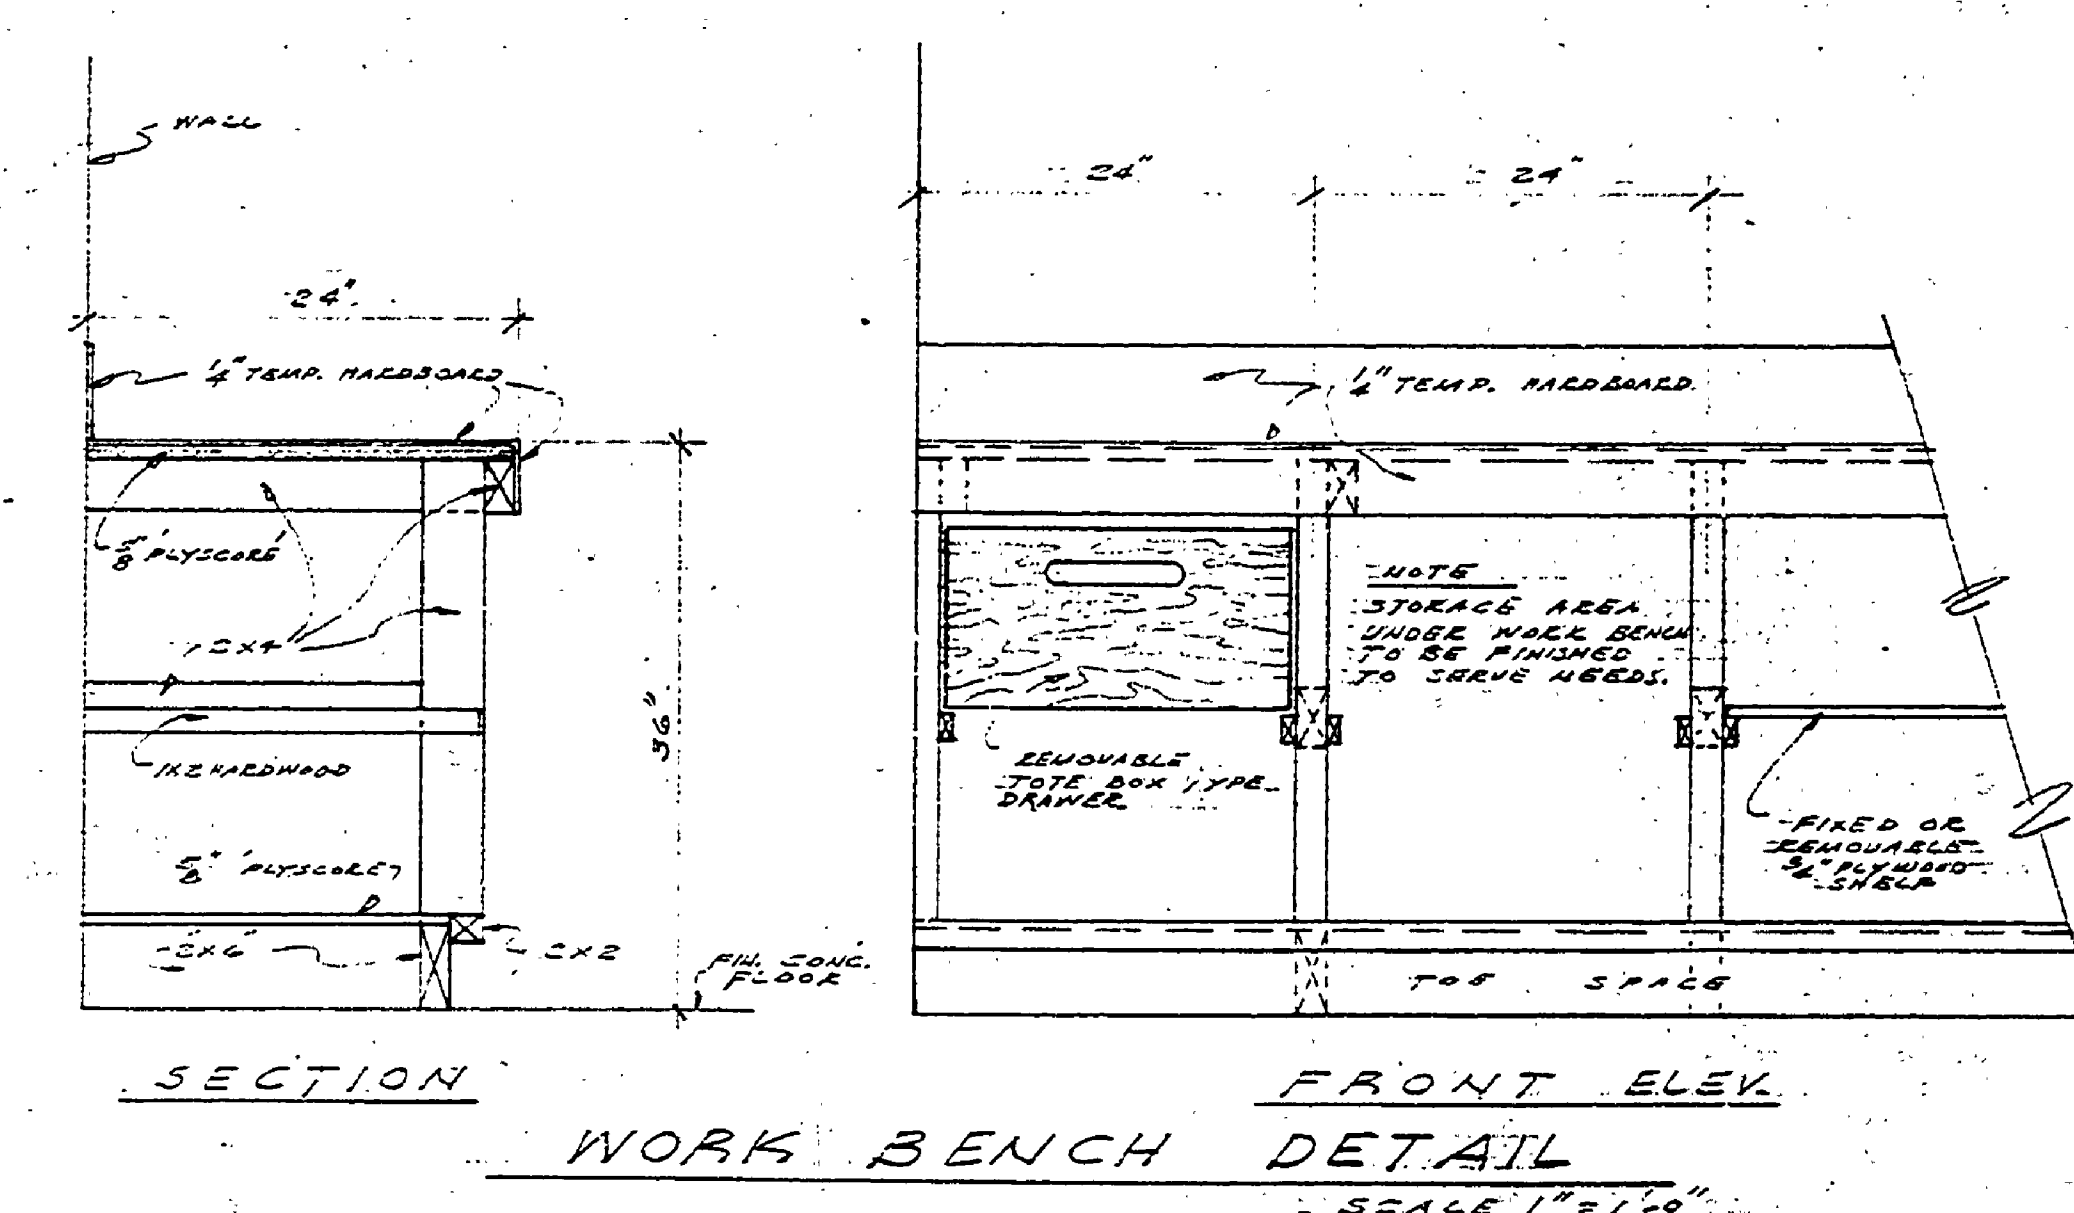 WALL
24"
1/4" TEMP. HARDBOARD
5/8" 'PLYSCORE'
2X4
36"
1X2 HARDWOOD
5/8" 'PLYSCORE'
2X6
2X2
FIN. CONC.
FLOOR
SECTION
24"
24"
1/4" TEMP. HARDBOARD
NOTE
STORAGE AREA
UNDER WORK BENCH
TO BE FINISHED
TO SERVE NEEDS.
REMOVABLE
TOTE BOX TYPE
DRAWER
FIXED OR
REMOVABLE
3/4" PLYWOOD
SHELF
TOE SPACE
FRONT ELEV.
WORK BENCH DETAIL
SCALE 1"=1'-0"